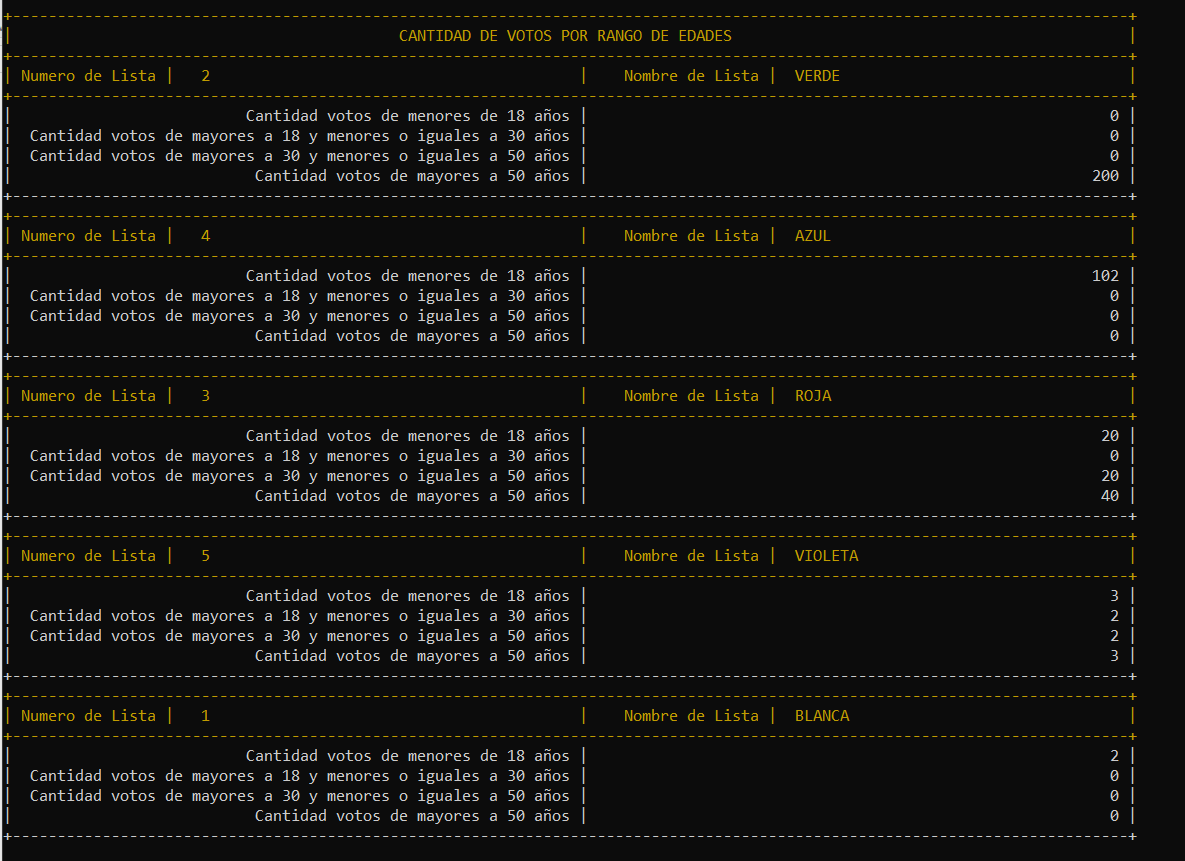 CANTIDAD DE VOTOS POR RANGO DE EDADES
Numero de Lista | 2 | Nombre de Lista | VERDE
Cantidad votos de menores de 18 años | 0
Cantidad votos de mayores a 18 y menores o iguales a 30 años | 0
Cantidad votos de mayores a 30 y menores o iguales a 50 años | 0
Cantidad votos de mayores a 50 años | 200
Numero de Lista | 4 | Nombre de Lista | AZUL
Cantidad votos de menores de 18 años | 102
Cantidad votos de mayores a 18 y menores o iguales a 30 años | 0
Cantidad votos de mayores a 30 y menores o iguales a 50 años | 0
Cantidad votos de mayores a 50 años | 0
Numero de Lista | 3 | Nombre de Lista | ROJA
Cantidad votos de menores de 18 años | 20
Cantidad votos de mayores a 18 y menores o iguales a 30 años | 0
Cantidad votos de mayores a 30 y menores o iguales a 50 años | 20
Cantidad votos de mayores a 50 años | 40
Numero de Lista | 5 | Nombre de Lista | VIOLETA
Cantidad votos de menores de 18 años | 3
Cantidad votos de mayores a 18 y menores o iguales a 30 años | 2
Cantidad votos de mayores a 30 y menores o iguales a 50 años | 2
Cantidad votos de mayores a 50 años | 3
Numero de Lista | 1 | Nombre de Lista | BLANCA
Cantidad votos de menores de 18 años | 2
Cantidad votos de mayores a 18 y menores o iguales a 30 años | 0
Cantidad votos de mayores a 30 y menores o iguales a 50 años | 0
Cantidad votos de mayores a 50 años | 0